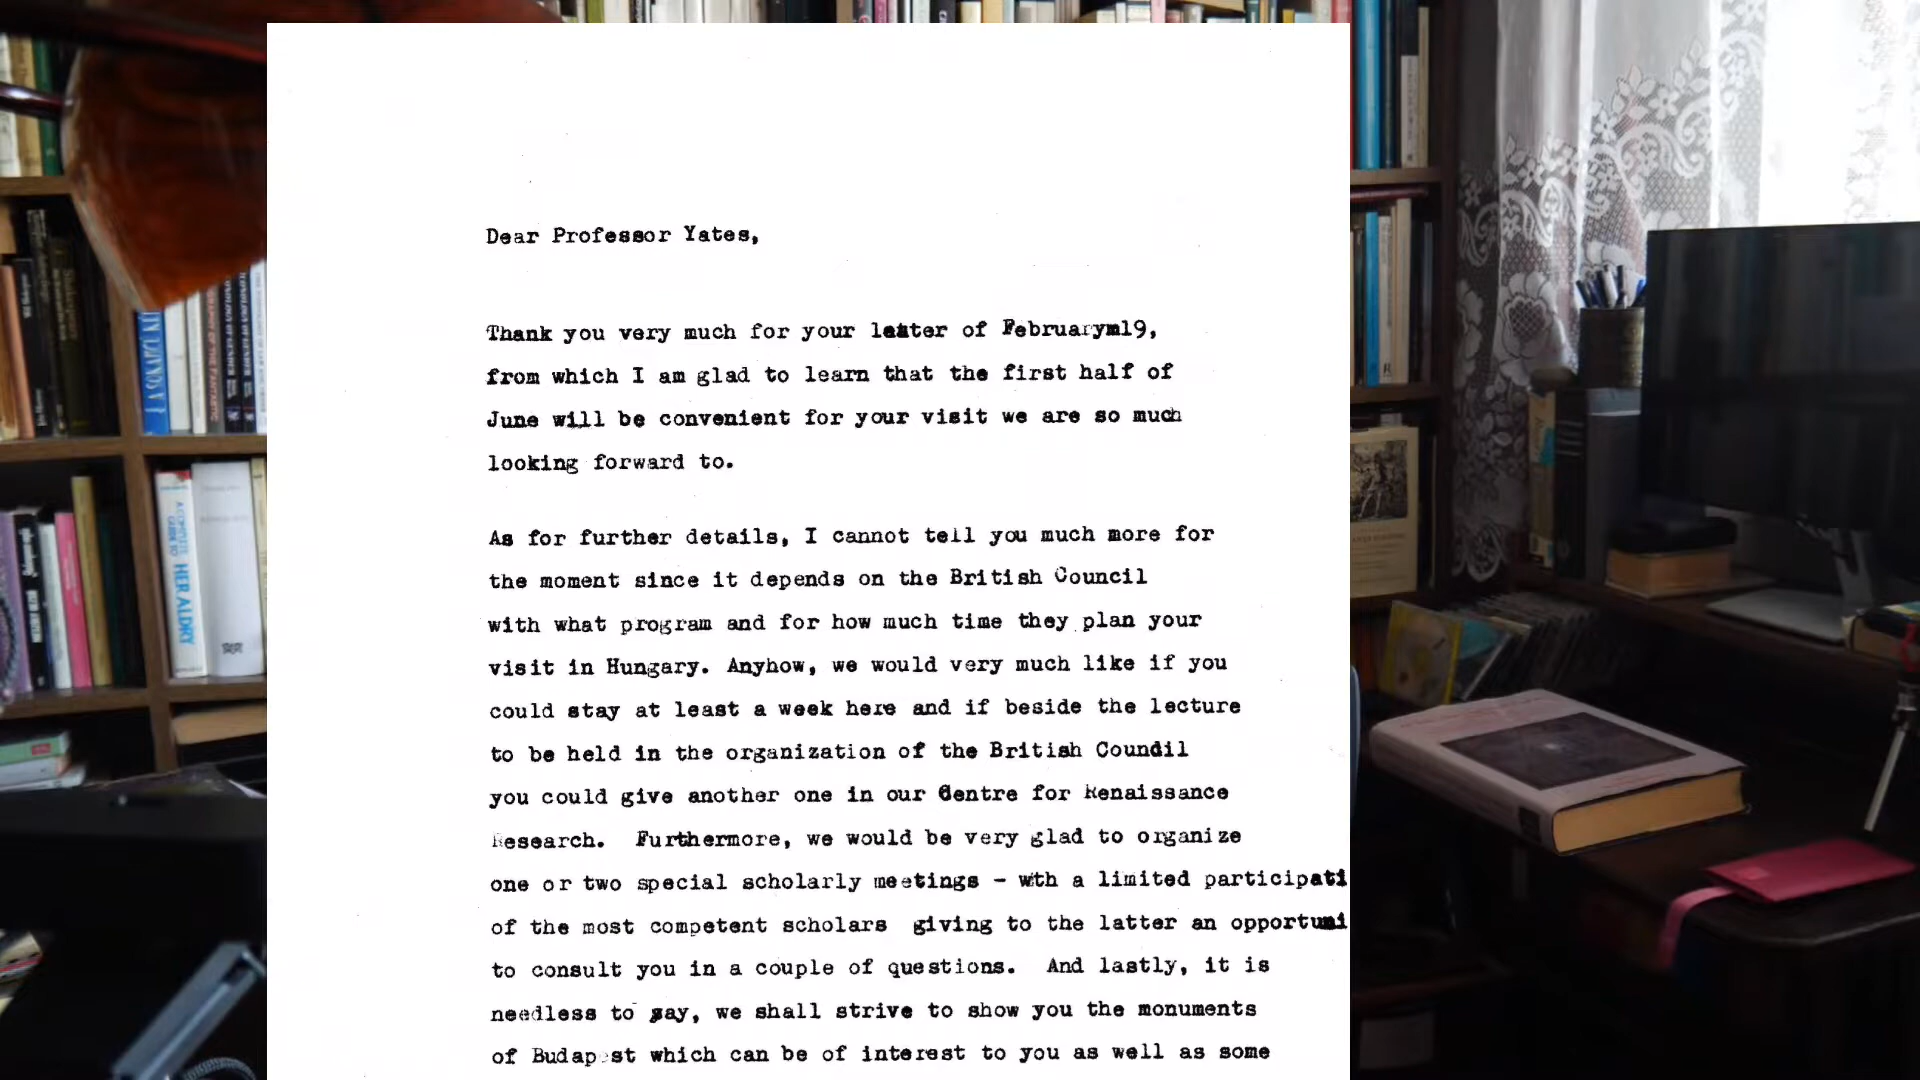 Dear Professor Yates,
Thank you very much for your latter of Februarym19,
from which I am glad to learn that the first half of
June will be convenient for your visit we are so much
looking forward to.
As for further details, I cannot tell you much more for
the moment since it depends on the British Council
with what program and for how much time they plan your
visit in Hungary. Anyhow, we would very much like if you
could stay at least a week here and if beside the lecture
to be held in the organization of the British Coundil
you could give another one in our Centre for Renaissance
Research. Furthermore, we would be very glad to organize
one or two special scholarly meetings - wth a limited participati
of the most competent scholars giving to the latter an opportuni
to consult you in a couple of questions. And lastly, it is
needless to say, we shall strive to show you the monuments
of Budapest which can be of interest to you as well as some
A COMPLETE
GUIDE TO
HERALDRY